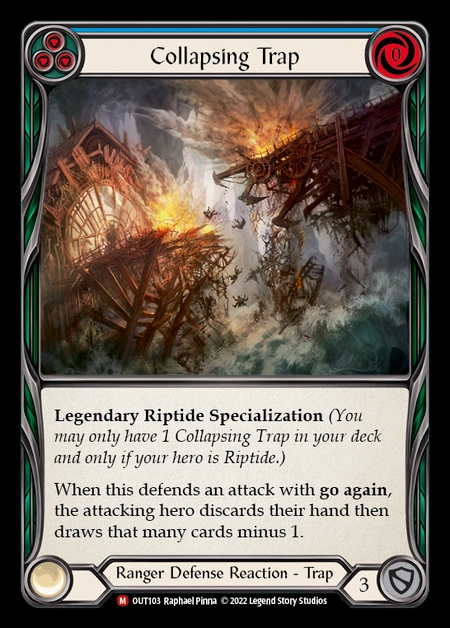 Collapsing Trap
0
Legendary Riptide Specialization (You
may only have 1 Collapsing Trap in your deck
and only if your hero is Riptide.)
When this defends an attack with go again,
the attacking hero discards their hand then
draws that many cards minus 1.
Ranger Defense Reaction - Trap
3
M OUT103 Raphael Pinna © 2022 Legend Story Studios